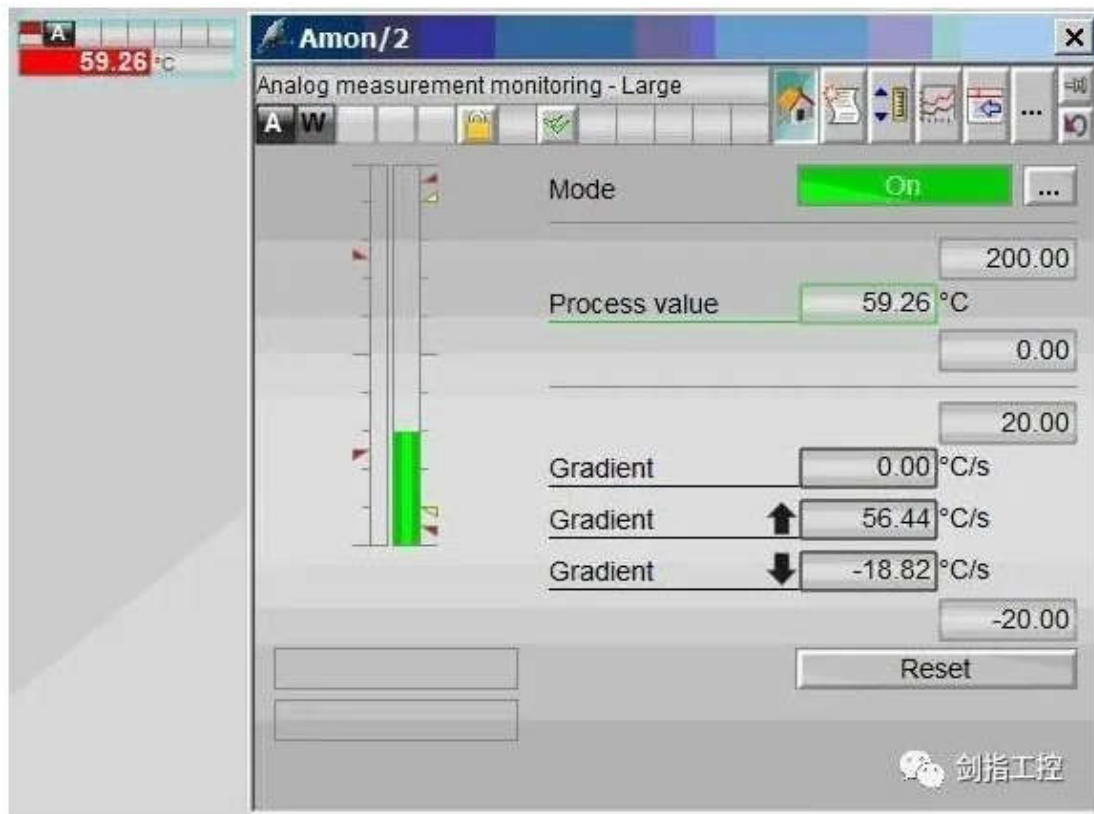 A
59.26 °C
Amon/2
Analog measurement monitoring - Large
A W
...
Mode On ...
200.00
Process value 59.26 °C
0.00
20.00
Gradient 0.00 °C/s
Gradient 56.44 °C/s
Gradient -18.82 °C/s
-20.00
Reset
剑指工控